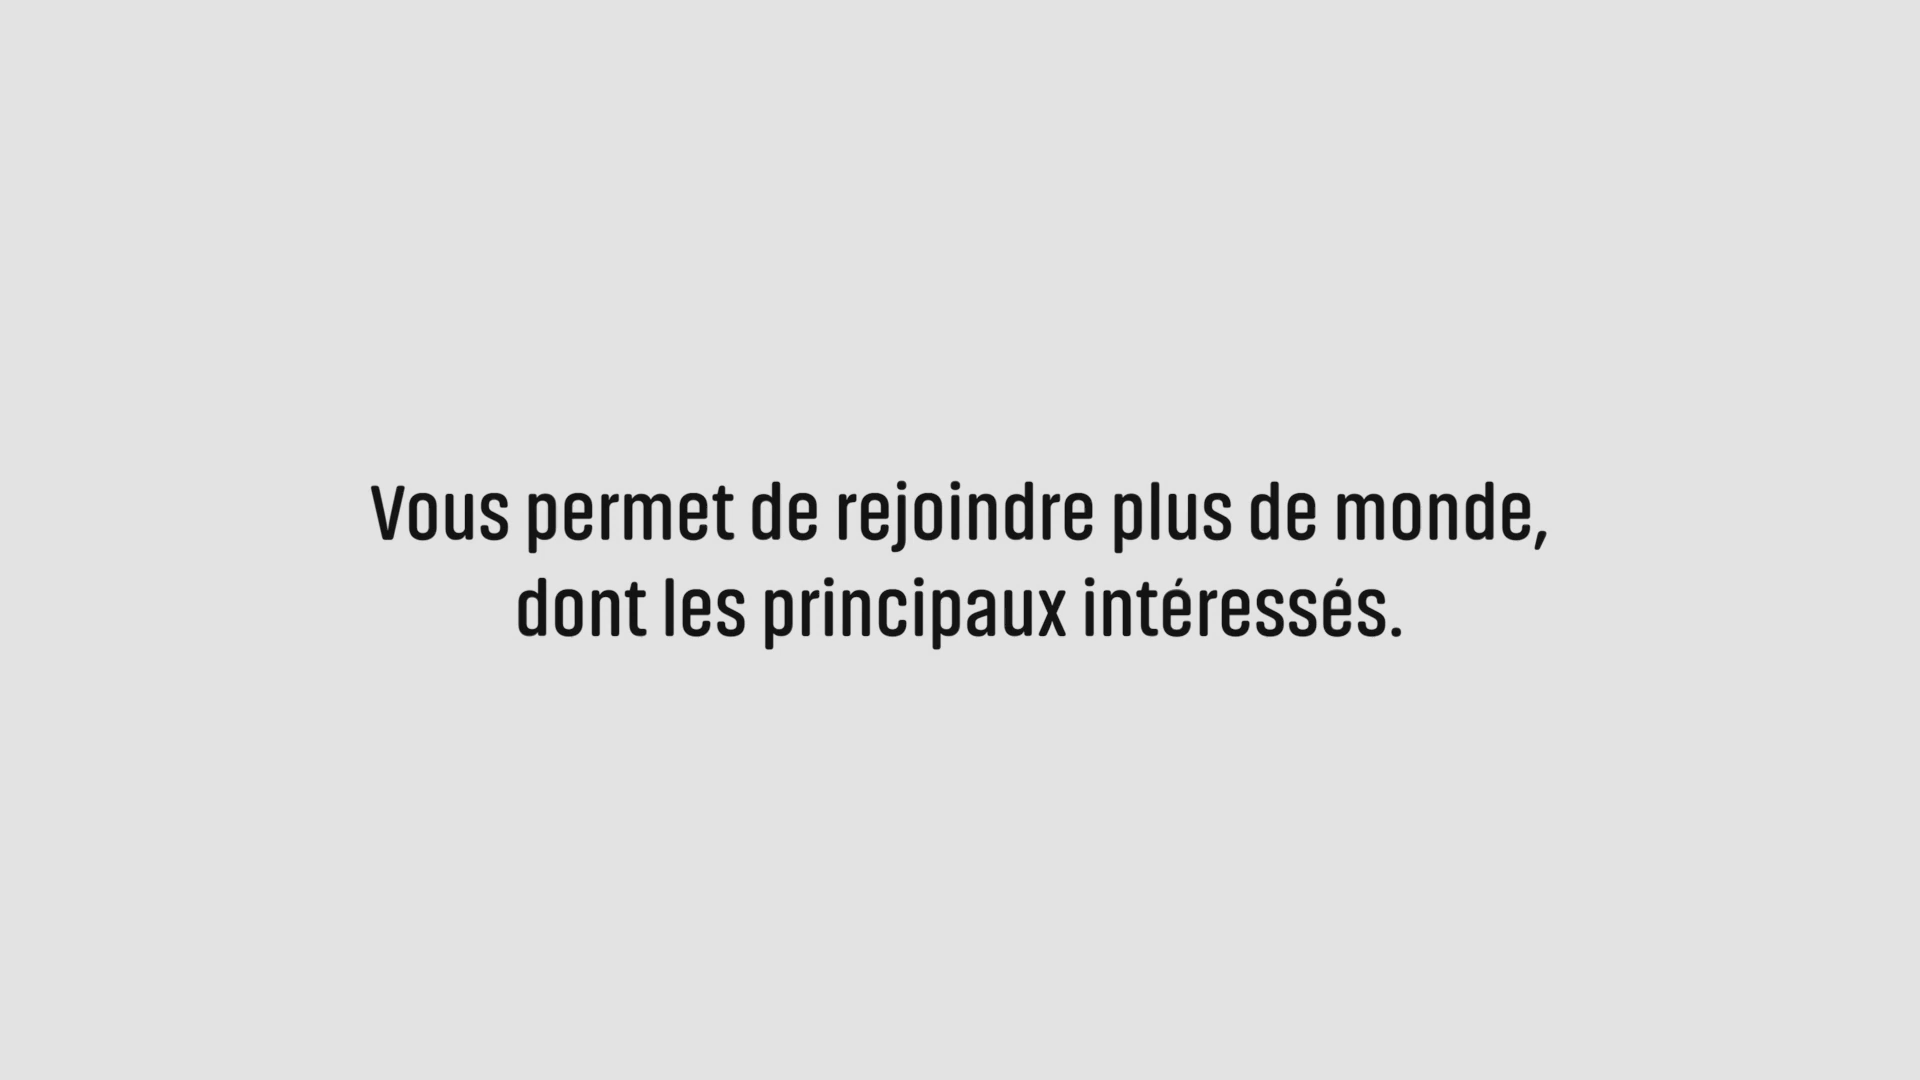 Vous permet de rejoindre plus de monde,
dont les principaux intéressés.